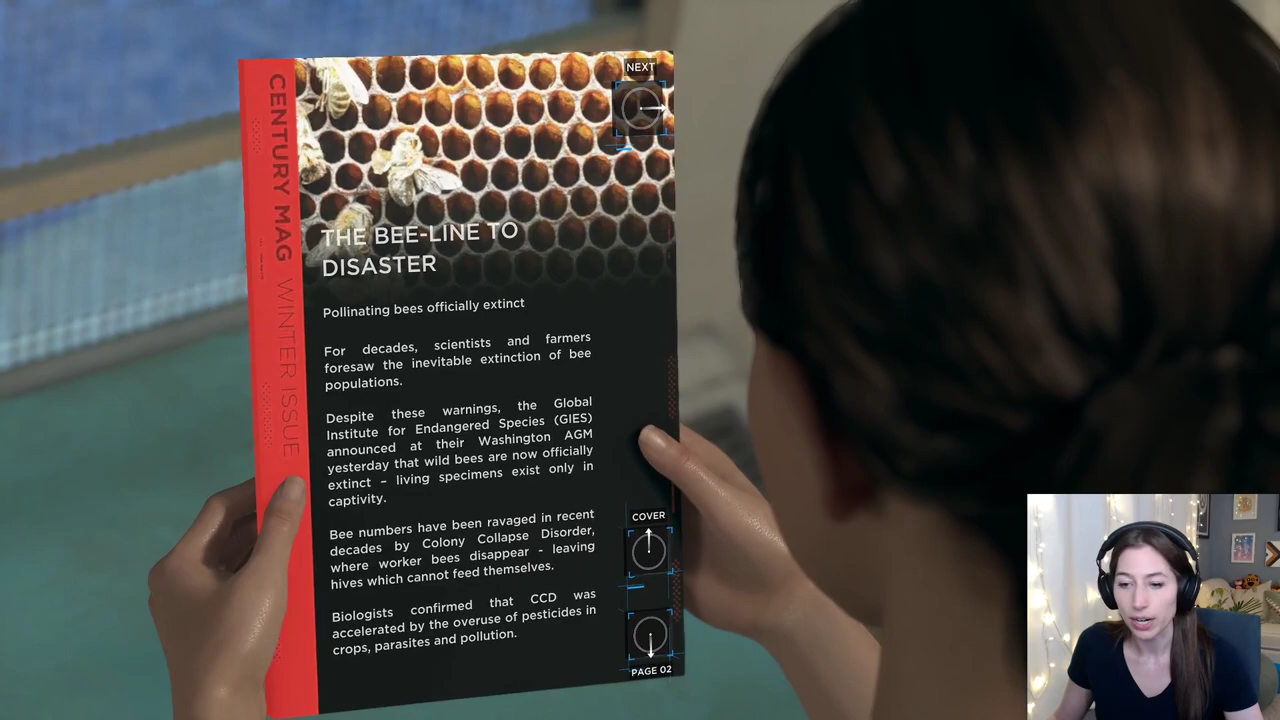 CENTURY MAG WINTER ISSUE
NEXT
THE BEE-LINE TO
DISASTER
Pollinating bees officially extinct
For decades, scientists and farmers
foresaw the inevitable extinction of bee
populations.
Despite these warnings, the Global
Institute for Endangered Species (GIES)
announced at their Washington AGM
yesterday that wild bees are now officially
extinct – living specimens exist only in
captivity.
Bee numbers have been ravaged in recent
decades by Colony Collapse Disorder,
where worker bees disappear - leaving
hives which cannot feed themselves.
Biologists confirmed that CCD was
accelerated by the overuse of pesticides in
crops, parasites and pollution.
COVER
PAGE 02